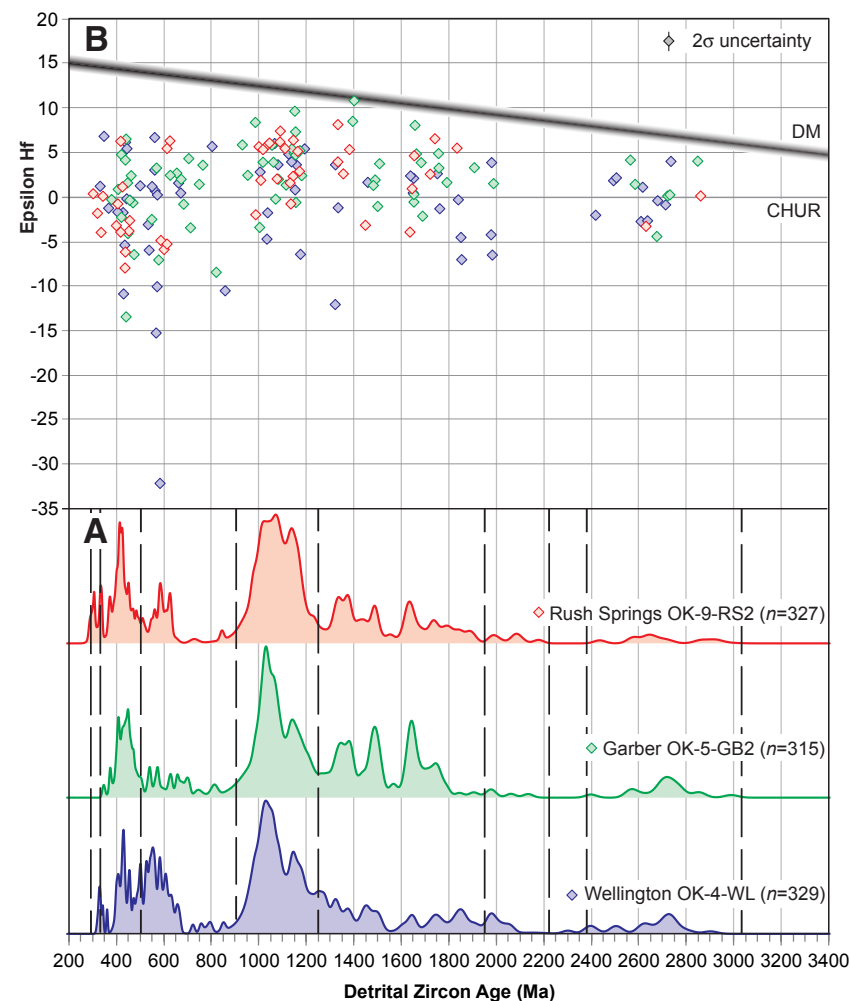 B
2σ uncertainty
DM
CHUR
Epsilon Hf
20
15
10
5
0
-5
-10
-15
-20
-25
-30
-35
A
Rush Springs OK-9-RS2 (n=327)
Garber OK-5-GB2 (n=315)
Wellington OK-4-WL (n=329)
200 400 600 800 1000 1200 1400 1600 1800 2000 2200 2400 2600 2800 3000 3200 3400
Detrital Zircon Age (Ma)